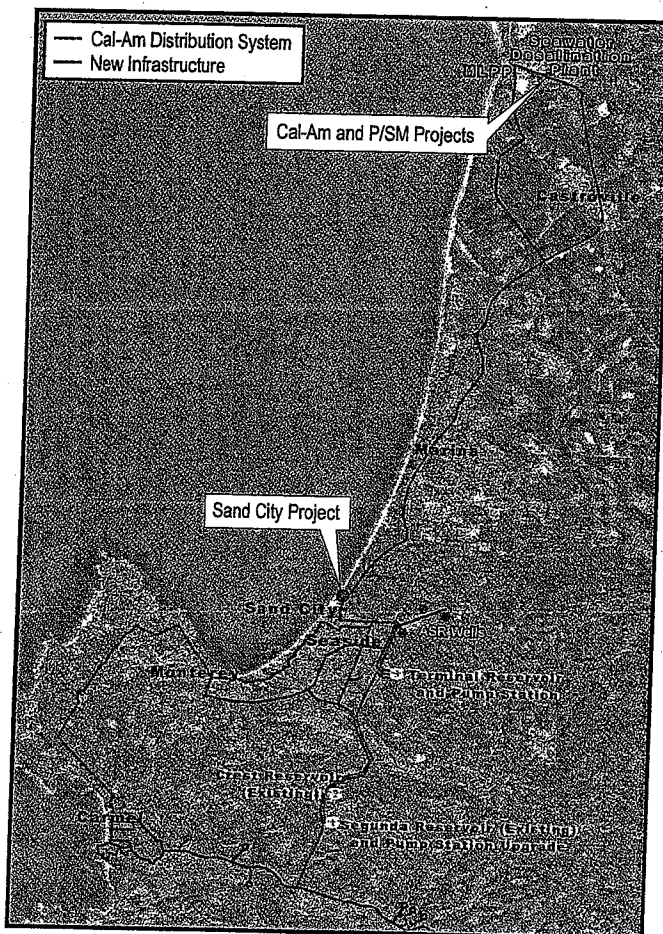 Cal-Am Distribution System
New Infrastructure
Seawater
Desalination
Plant
MLPP
Cal-Am and P/SM Projects
Castroville
Marina
Sand City Project
Sand City
Seaside
ASR Wells
Monterey
Terminal Reservoir
and Pump Station
Crest Reservoir
(Existing)
Carmel
Segunda Reservoir (Existing)
and Pump Station Upgrade